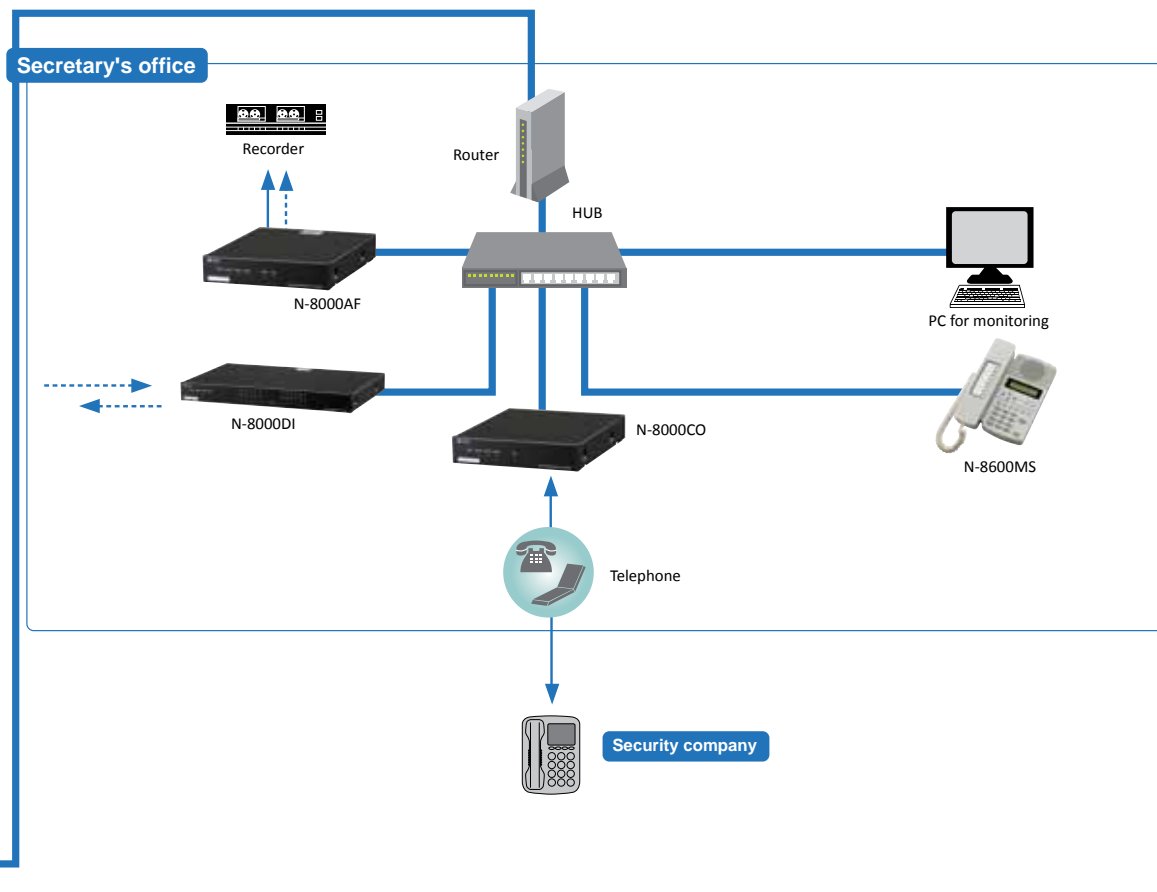 Secretary's office
Recorder
Router
HUB
N-8000AF
PC for monitoring
N-8000DI
N-8000CO
N-8600MS
Telephone
Security company